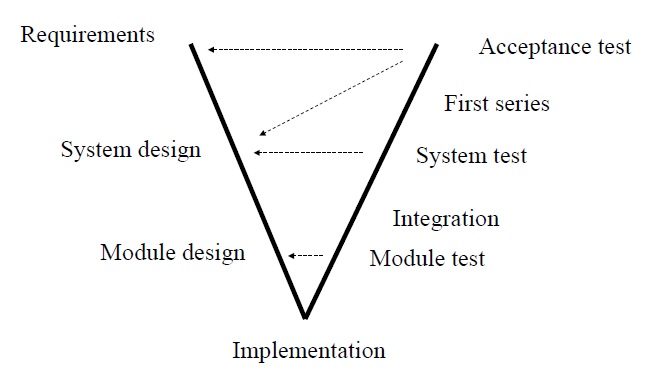 Requirements
Acceptance test
First series
System design
System test
Integration
Module design
Module test
Implementation